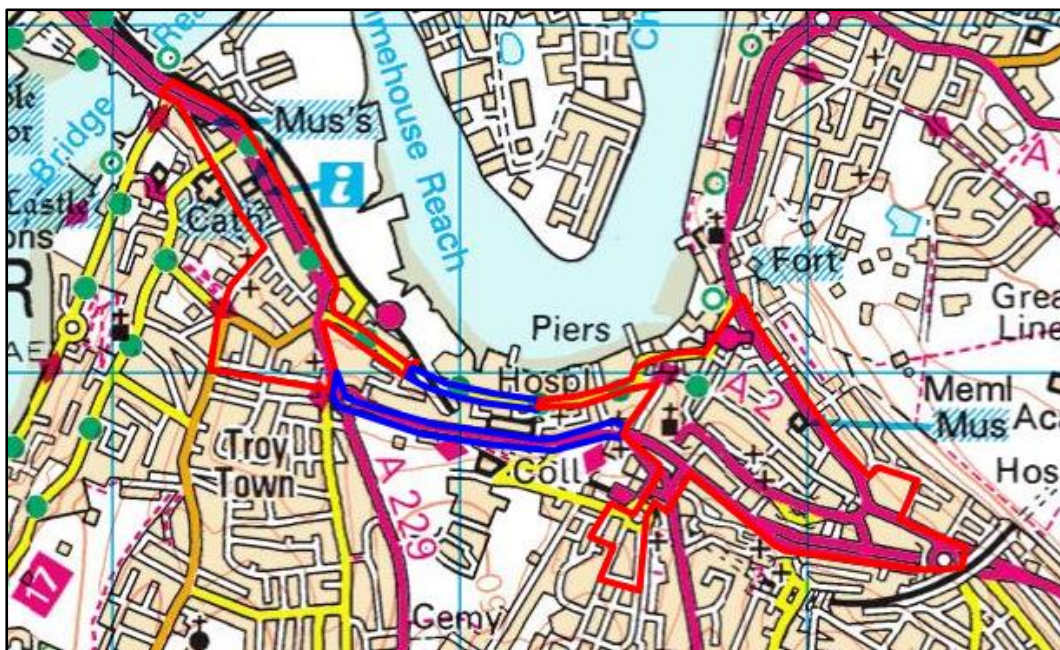 Limehouse Reach
Mus's
Bridge
Castle
Cath
i
R
Piers
Fort
Hospl
A 2
Meml
Mus
Troy
Town
A 229
Coll
17
Cemy
Grea
Line
Aca
Hos
A